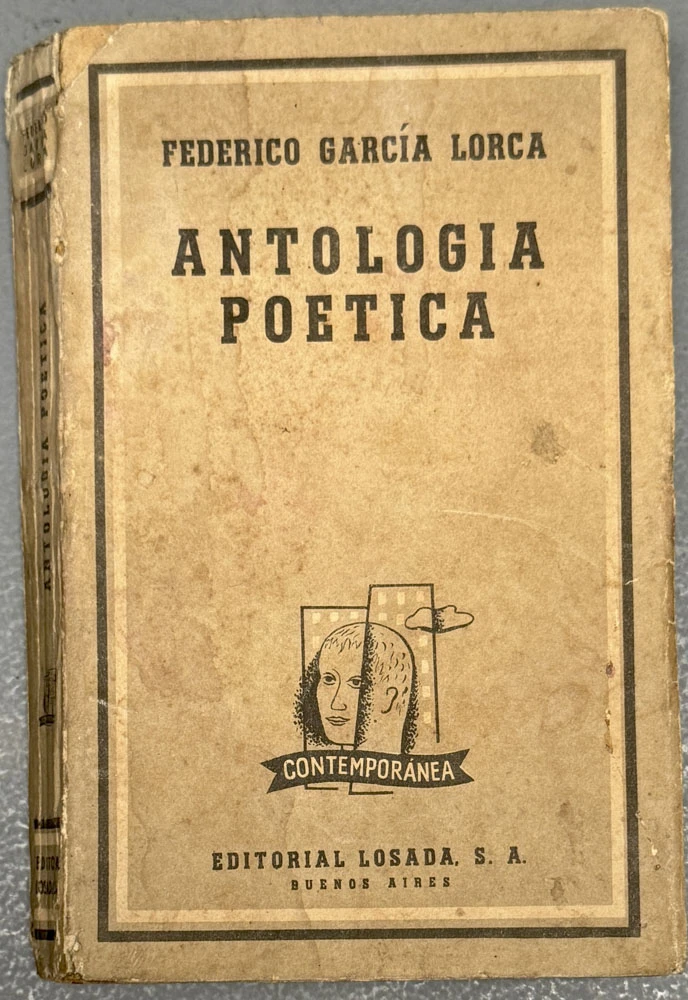 FEDERICO GARCÍA LORCA
ANTOLOGIA
POETICA
CONTEMPORÁNEA
EDITORIAL LOSADA, S. A.
BUENOS AIRES
ANTOLOGIA POETICA